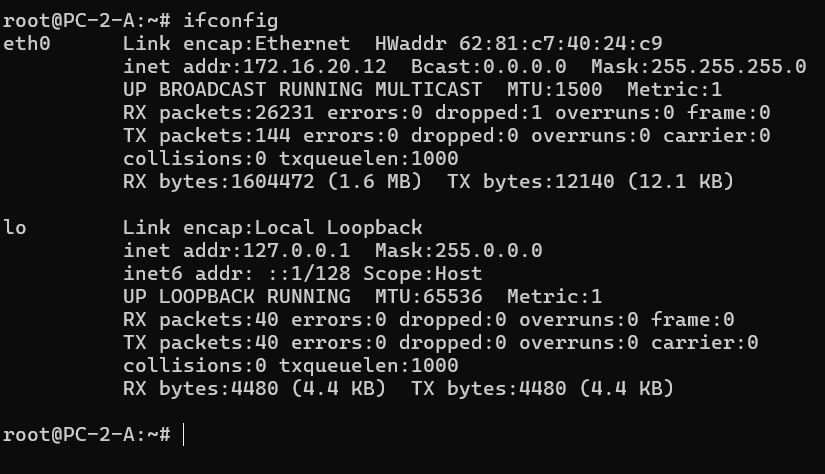 root@PC-2-A:~# ifconfig
eth0      Link encap:Ethernet  HWaddr 62:81:c7:40:24:c9
          inet addr:172.16.20.12  Bcast:0.0.0.0  Mask:255.255.255.0
          UP BROADCAST RUNNING MULTICAST  MTU:1500  Metric:1
          RX packets:26231 errors:0 dropped:1 overruns:0 frame:0
          TX packets:144 errors:0 dropped:0 overruns:0 carrier:0
          collisions:0 txqueuelen:1000
          RX bytes:1604472 (1.6 MB)  TX bytes:12140 (12.1 KB)

lo        Link encap:Local Loopback
          inet addr:127.0.0.1  Mask:255.0.0.0
          inet6 addr: ::1/128 Scope:Host
          UP LOOPBACK RUNNING  MTU:65536  Metric:1
          RX packets:40 errors:0 dropped:0 overruns:0 frame:0
          TX packets:40 errors:0 dropped:0 overruns:0 carrier:0
          collisions:0 txqueuelen:1000
          RX bytes:4480 (4.4 KB)  TX bytes:4480 (4.4 KB)

root@PC-2-A:~#